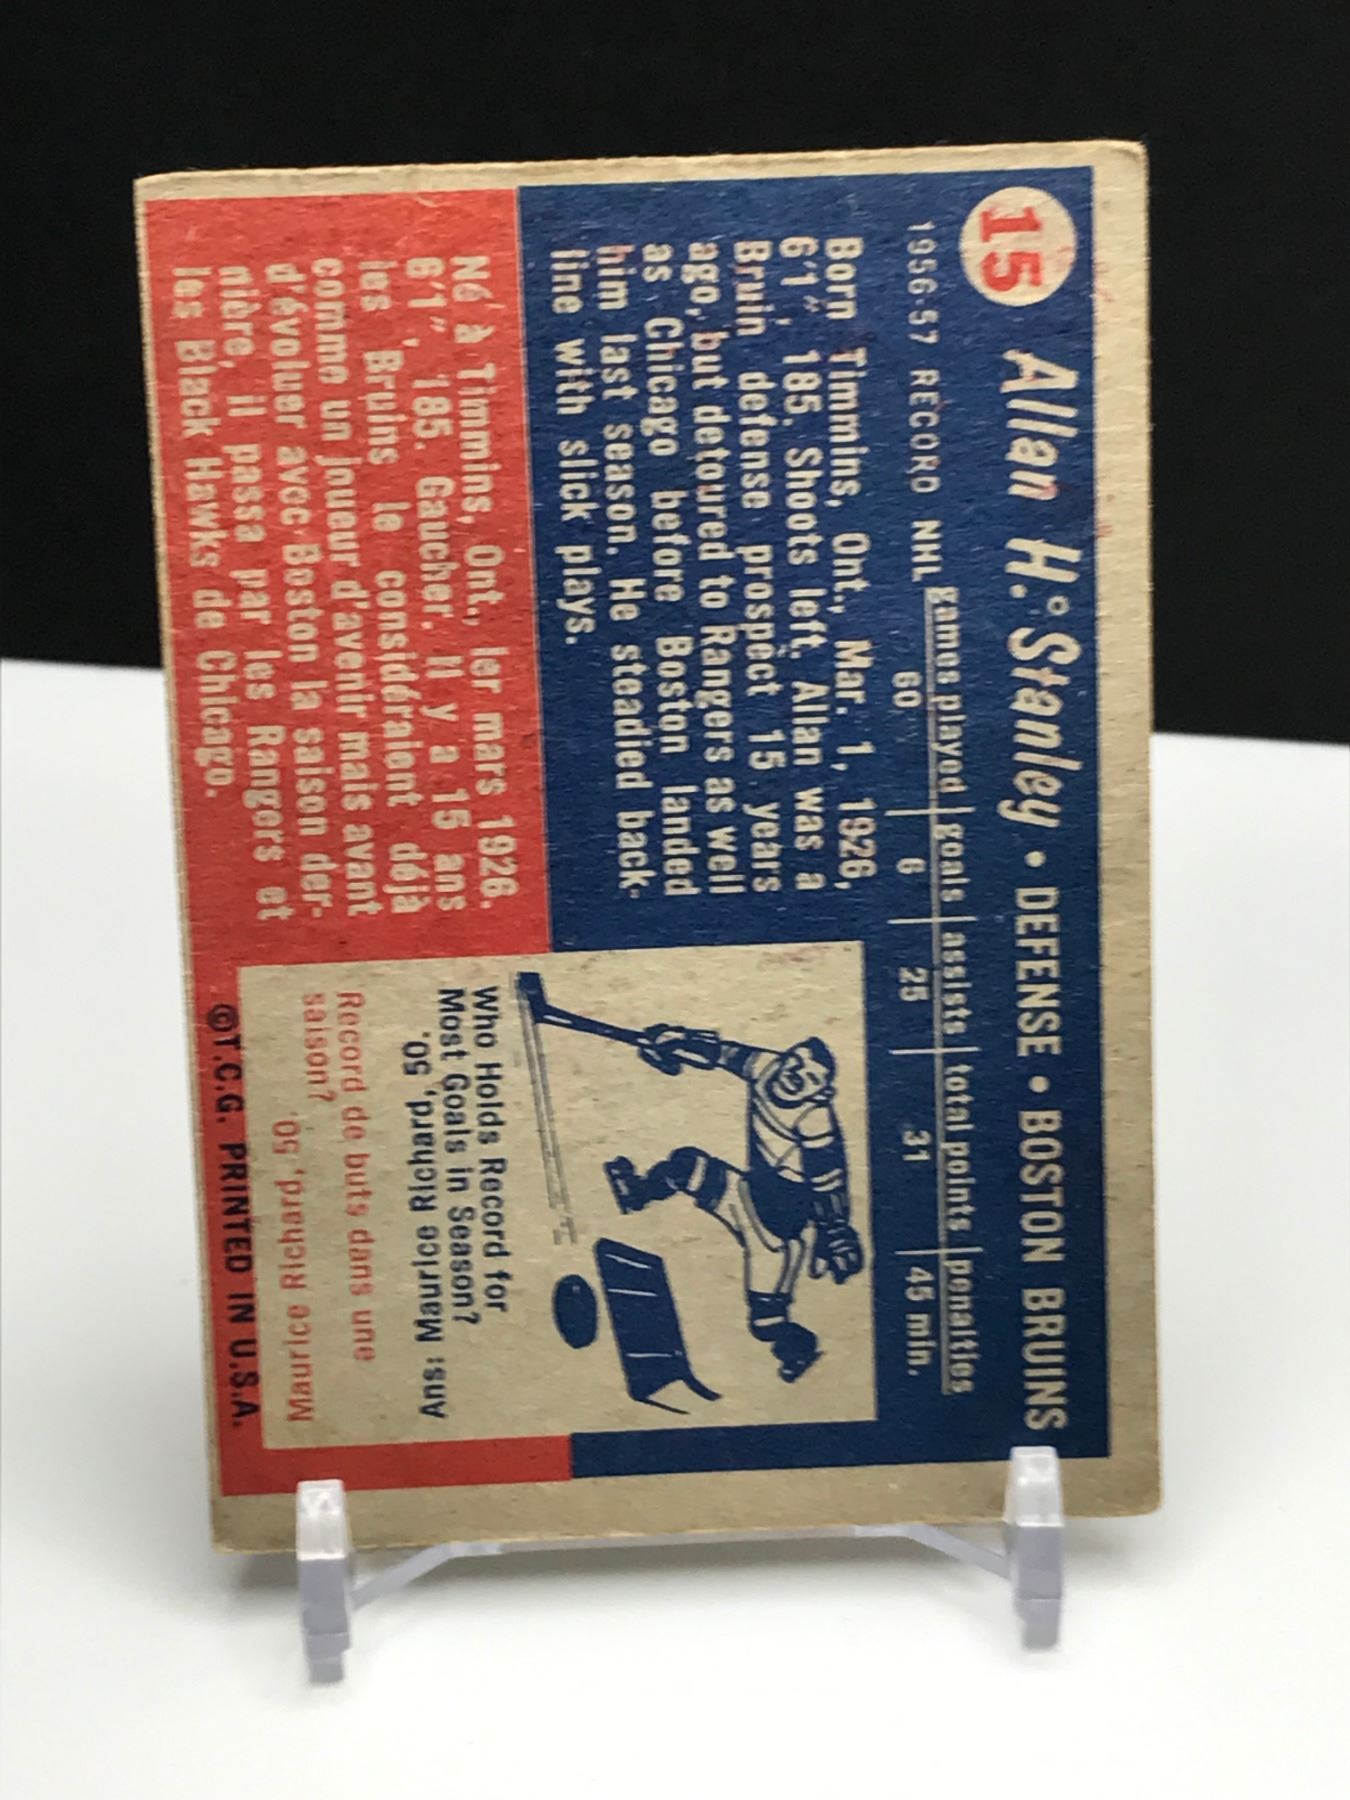 15 Allan H. Stanley • DEFENSE • BOSTON BRUINS
games played goals assists total points penalties
1956-57 RECORD NHL 60 6 25 31 45 min.
Born Timmins, Ont., Mar. 1, 1926,
6'1", 185. Shoots left. Allan was a
Bruin defense prospect 15 years
ago, but detoured to Rangers as well
as Chicago before Boston landed
him last season. He steadied back-
line with slick plays.
Né à Timmins, Ont., 1er mars 1926.
6'1", 185. Gaucher. Il y a 15 ans
les Bruins le considéraient déjà
comme un joueur d'avenir mais avant
d'évoluer avec Boston la saison der-
nière, il passa par les Rangers et
les Black Hawks de Chicago.
Who Holds Record for
Most Goals in Season?
Ans: Maurice Richard, 50.
Record de buts dans une
saison?
Maurice Richard, 50.
©T.C.G. PRINTED IN U.S.A.